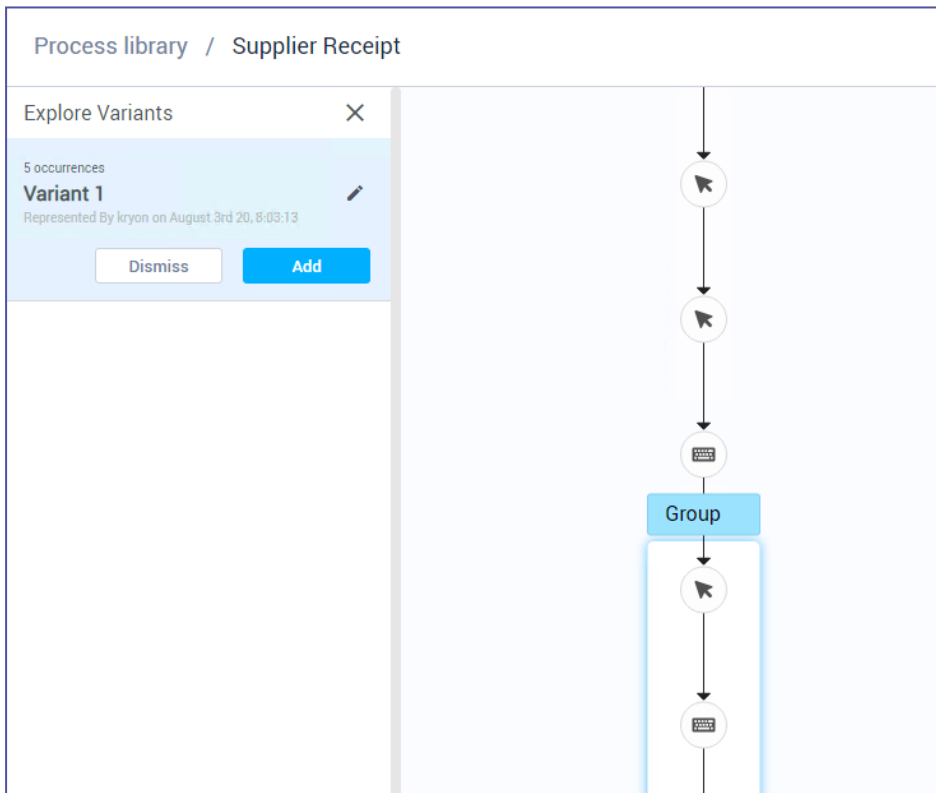 Process library / Supplier Receipt
Explore Variants
5 occurrences
Variant 1
Represented By kryon on August 3rd 20, 8:03:13
Dismiss Add
Group